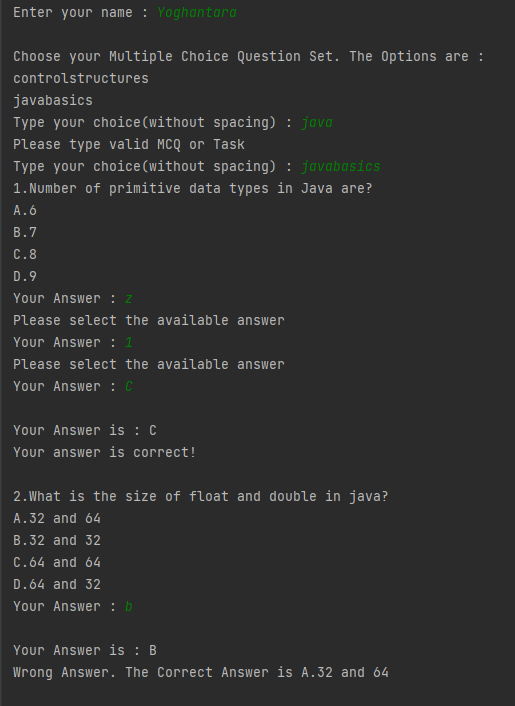 Enter your name : Yoghantara
Choose your Multiple Choice Question Set. The Options are :
controlstructures
javabasics
Type your choice(without spacing) : java
Please type valid MCQ or Task
Type your choice(without spacing) : javabasics
1.Number of primitive data types in Java are?
A.6
B.7
C.8
D.9
Your Answer : z
Please select the available answer
Your Answer : 1
Please select the available answer
Your Answer : C
Your Answer is : C
Your answer is correct!
2.What is the size of float and double in java?
A.32 and 64
B.32 and 32
C.64 and 64
D.64 and 32
Your Answer : b
Your Answer is : B
Wrong Answer. The Correct Answer is A.32 and 64